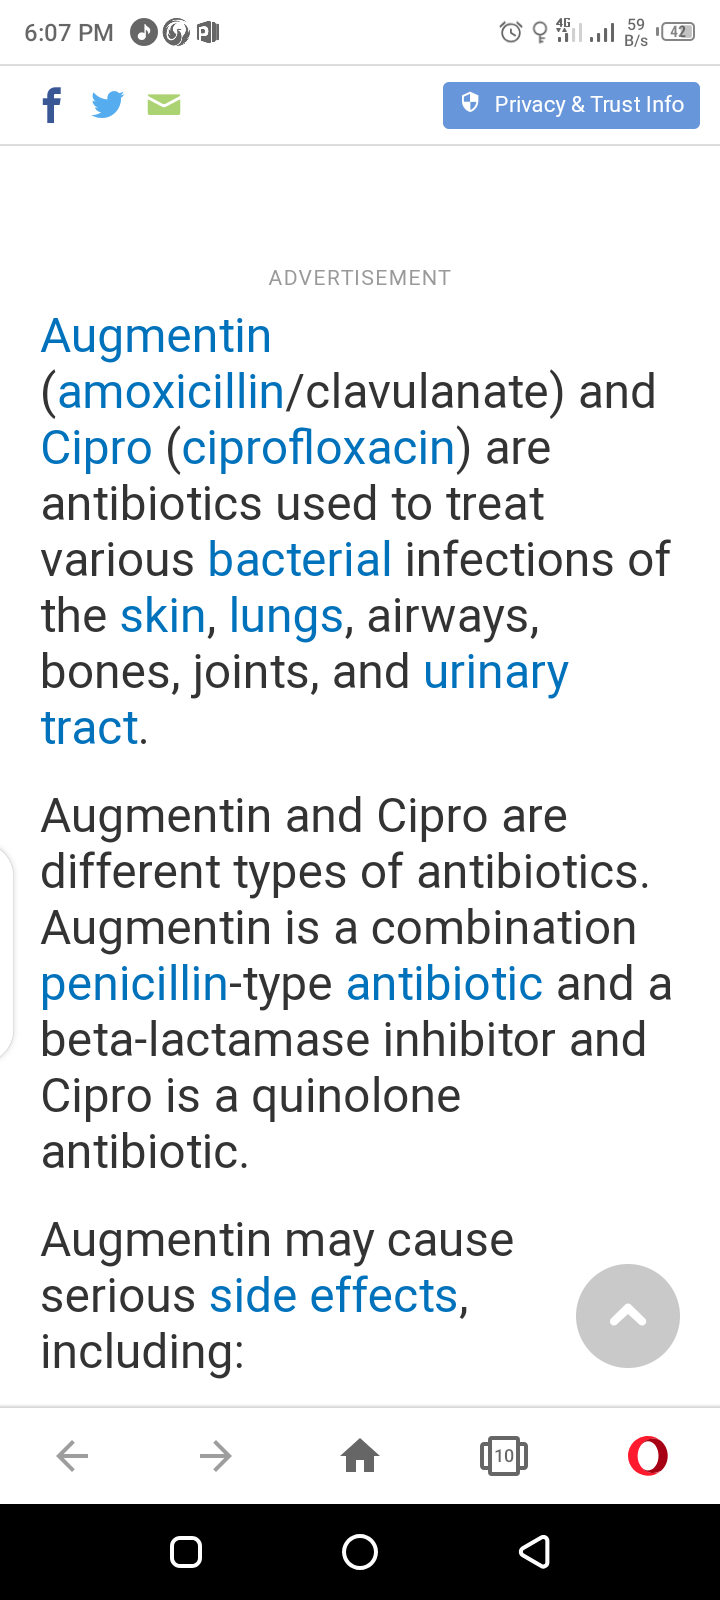 6:07 PM
4G
59
B/s
42
Privacy & Trust Info
ADVERTISEMENT
Augmentin
(amoxicillin/clavulanate) and
Cipro (ciprofloxacin) are
antibiotics used to treat
various bacterial infections of
the skin, lungs, airways,
bones, joints, and urinary
tract.
Augmentin and Cipro are
different types of antibiotics.
Augmentin is a combination
penicillin-type antibiotic and a
beta-lactamase inhibitor and
Cipro is a quinolone
antibiotic.
Augmentin may cause
serious side effects,
including:
10